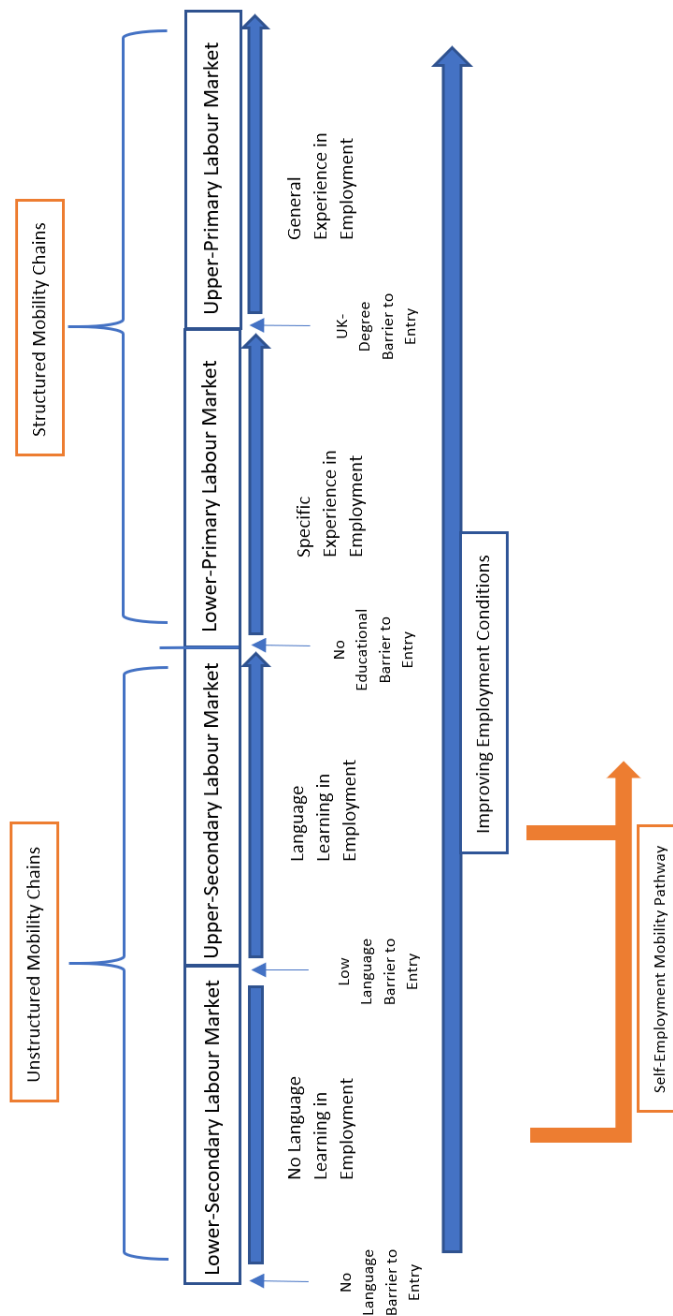 Unstructured Mobility Chains
Structured Mobility Chains
Lower-Secondary Labour Market
Upper-Secondary Labour Market
Lower-Primary Labour Market
Upper-Primary Labour Market
No Language
Learning in
Employment
Language
Learning in
Employment
Specific
Experience in
Employment
General
Experience in
Employment
No
Language
Barrier to
Entry
Low
Language
Barrier to
Entry
No
Educational
Barrier to
Entry
UK-
Degree
Barrier to
Entry
Improving Employment Conditions
Self-Employment Mobility Pathway